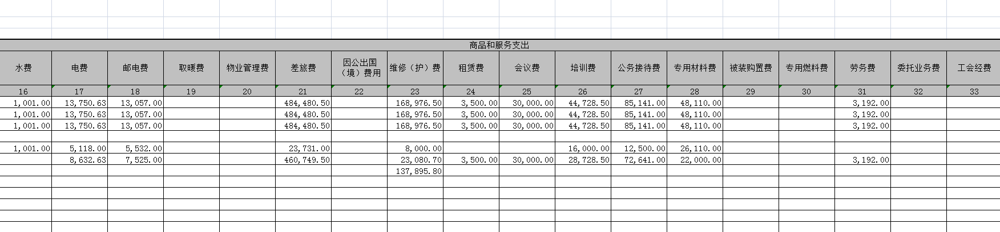 商品和服务支出
水费 电费 邮电费 取暖费 物业管理费 差旅费 因公出国（境）费用 维修（护）费 租赁费 会议费 培训费 公务接待费 专用材料费 被装购置费 专用燃料费 劳务费 委托业务费 工会经费
16 17 18 19 20 21 22 23 24 25 26 27 28 29 30 31 32 33
1,001.00 13,750.63 13,057.00 484,480.50 168,976.50 3,500.00 30,000.00 44,728.50 85,141.00 48,110.00 3,192.00
1,001.00 13,750.63 13,057.00 484,480.50 168,976.50 3,500.00 30,000.00 44,728.50 85,141.00 48,110.00 3,192.00
1,001.00 13,750.63 13,057.00 484,480.50 168,976.50 3,500.00 30,000.00 44,728.50 85,141.00 48,110.00 3,192.00
1,001.00 5,118.00 5,532.00 23,731.00 8,000.00 16,000.00 12,500.00 26,110.00
8,632.63 7,525.00 460,749.50 23,080.70 3,500.00 30,000.00 28,728.50 72,641.00 22,000.00 3,192.00
137,895.80